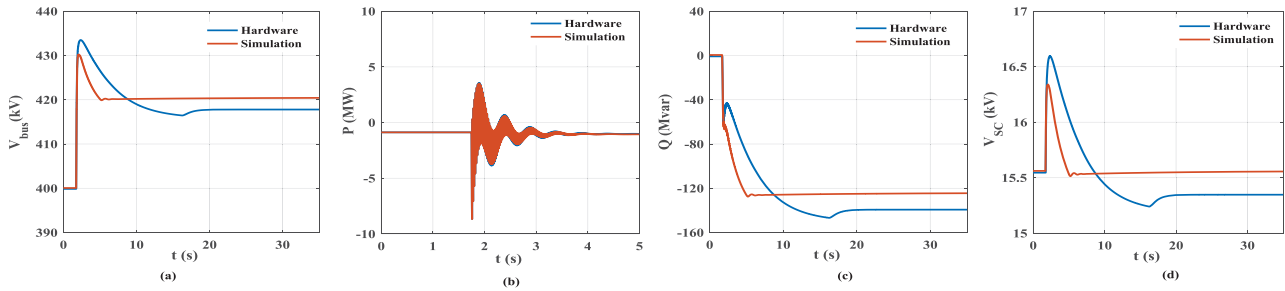 V_bus (kV)
440
430
420
410
400
390
0
10
20
30
t (s)
Hardware
Simulation
(a)
P (MW)
10
5
0
-5
-10
0
1
2
3
4
5
t (s)
Hardware
Simulation
(b)
Q (Mvar)
40
0
-40
-80
-120
-160
0
10
20
30
t (s)
Hardware
Simulation
(c)
V_SC (kV)
17
16.5
16
15.5
15
0
10
20
30
t (s)
Hardware
Simulation
(d)